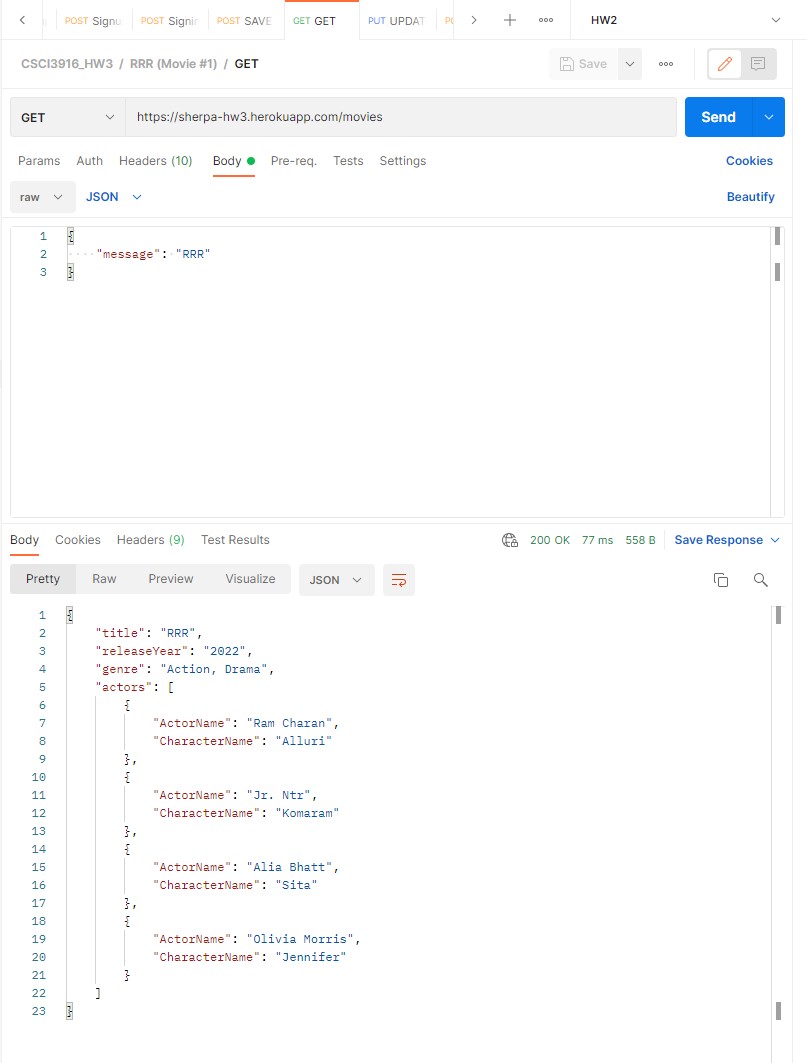 POST Signu POST Signin POST SAVE GET GET PUT UPDAT PO HW2
CSCI3916_HW3 / RRR (Movie #1) / GET Save
GET https://sherpa-hw3.herokuapp.com/movies Send
Params Auth Headers (10) Body Pre-req. Tests Settings Cookies
raw JSON Beautify
1 {
2 "message": "RRR"
3 }
Body Cookies Headers (9) Test Results 200 OK 77 ms 558 B Save Response
Pretty Raw Preview Visualize JSON
1 {
2 "title": "RRR",
3 "releaseYear": "2022",
4 "genre": "Action, Drama",
5 "actors": [
6 {
7 "ActorName": "Ram Charan",
8 "CharacterName": "Alluri"
9 },
10 {
11 "ActorName": "Jr. Ntr",
12 "CharacterName": "Komaram"
13 },
14 {
15 "ActorName": "Alia Bhatt",
16 "CharacterName": "Sita"
17 },
18 {
19 "ActorName": "Olivia Morris",
20 "CharacterName": "Jennifer"
21 }
22 ]
23 }